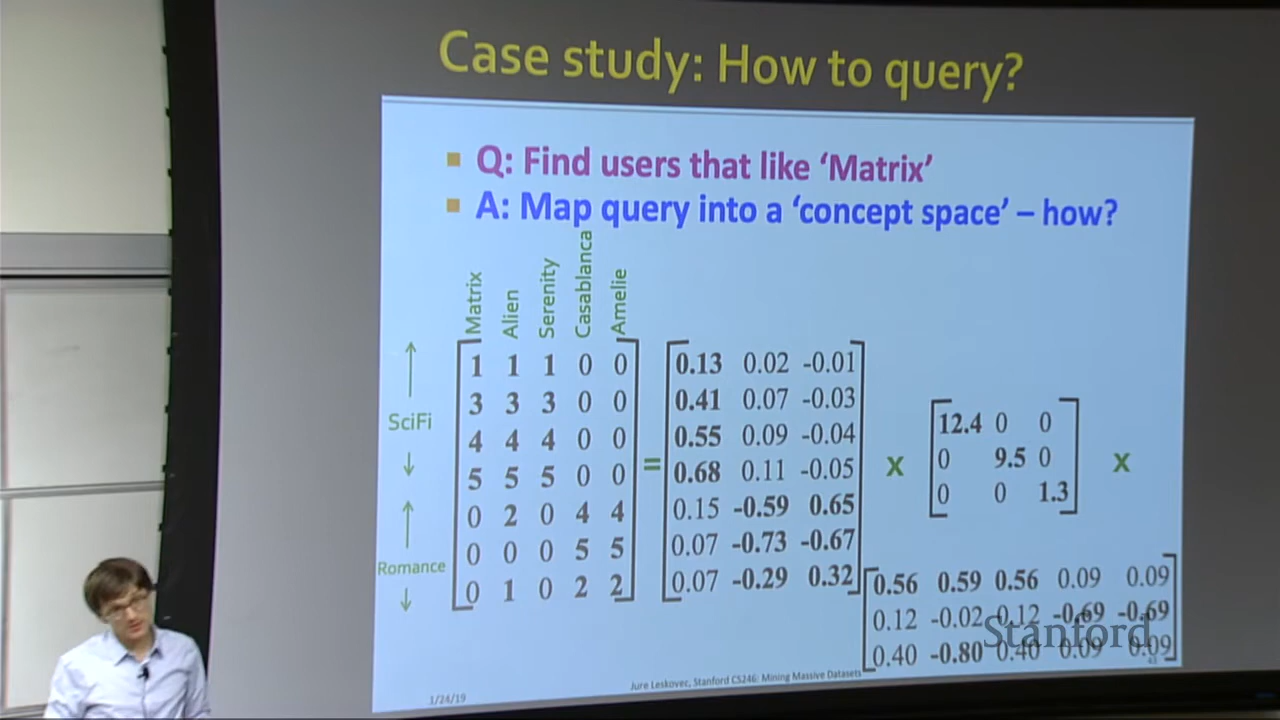 Case study: How to query?
Q: Find users that like ‘Matrix’
A: Map query into a ‘concept space’ – how?
Matrix
Alien
Serenity
Casablanca
Amelie
SciFi
Romance
1 1 1 0 0
3 3 3 0 0
4 4 4 0 0
5 5 5 0 0
0 2 0 4 4
0 0 0 5 5
0 1 0 2 2
=
0.13 0.02 -0.01
0.41 0.07 -0.03
0.55 0.09 -0.04
0.68 0.11 -0.05
0.15 -0.59 0.65
0.07 -0.73 -0.67
0.07 -0.29 0.32
x
12.4 0 0
0 9.5 0
0 0 1.3
x
0.56 0.59 0.56 0.09 0.09
0.12 -0.02 0.12 -0.69 -0.69
0.40 -0.80 0.40 0.09 0.09
Stanford
1/24/19
Jure Leskovec, Stanford CS246: Mining Massive Datasets